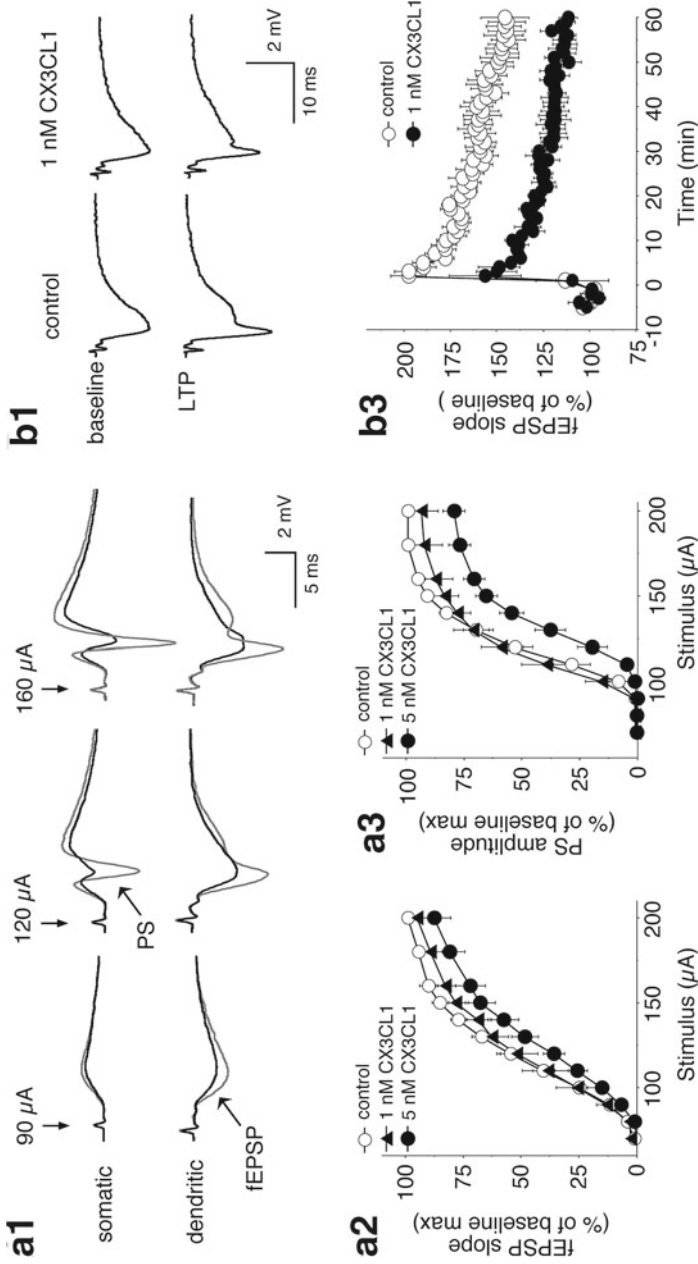 a1
90 µA
120 µA
160 µA
somatic
PS
dendritic
fEPSP
2 mV
5 ms
b1
control
1 nM CX3CL1
baseline
LTP
2 mV
10 ms
a2
fEPSP slope
(% of baseline max)
100
75
50
25
0
control
1 nM CX3CL1
5 nM CX3CL1
100
150
200
Stimulus (µA)
a3
PS amplitude
(% of baseline max)
100
75
50
25
0
control
1 nM CX3CL1
5 nM CX3CL1
100
150
200
Stimulus (µA)
b3
fEPSP slope
(% of baseline )
200
175
150
125
100
75
control
1 nM CX3CL1
-10
0
10
20
30
40
50
60
Time (min)